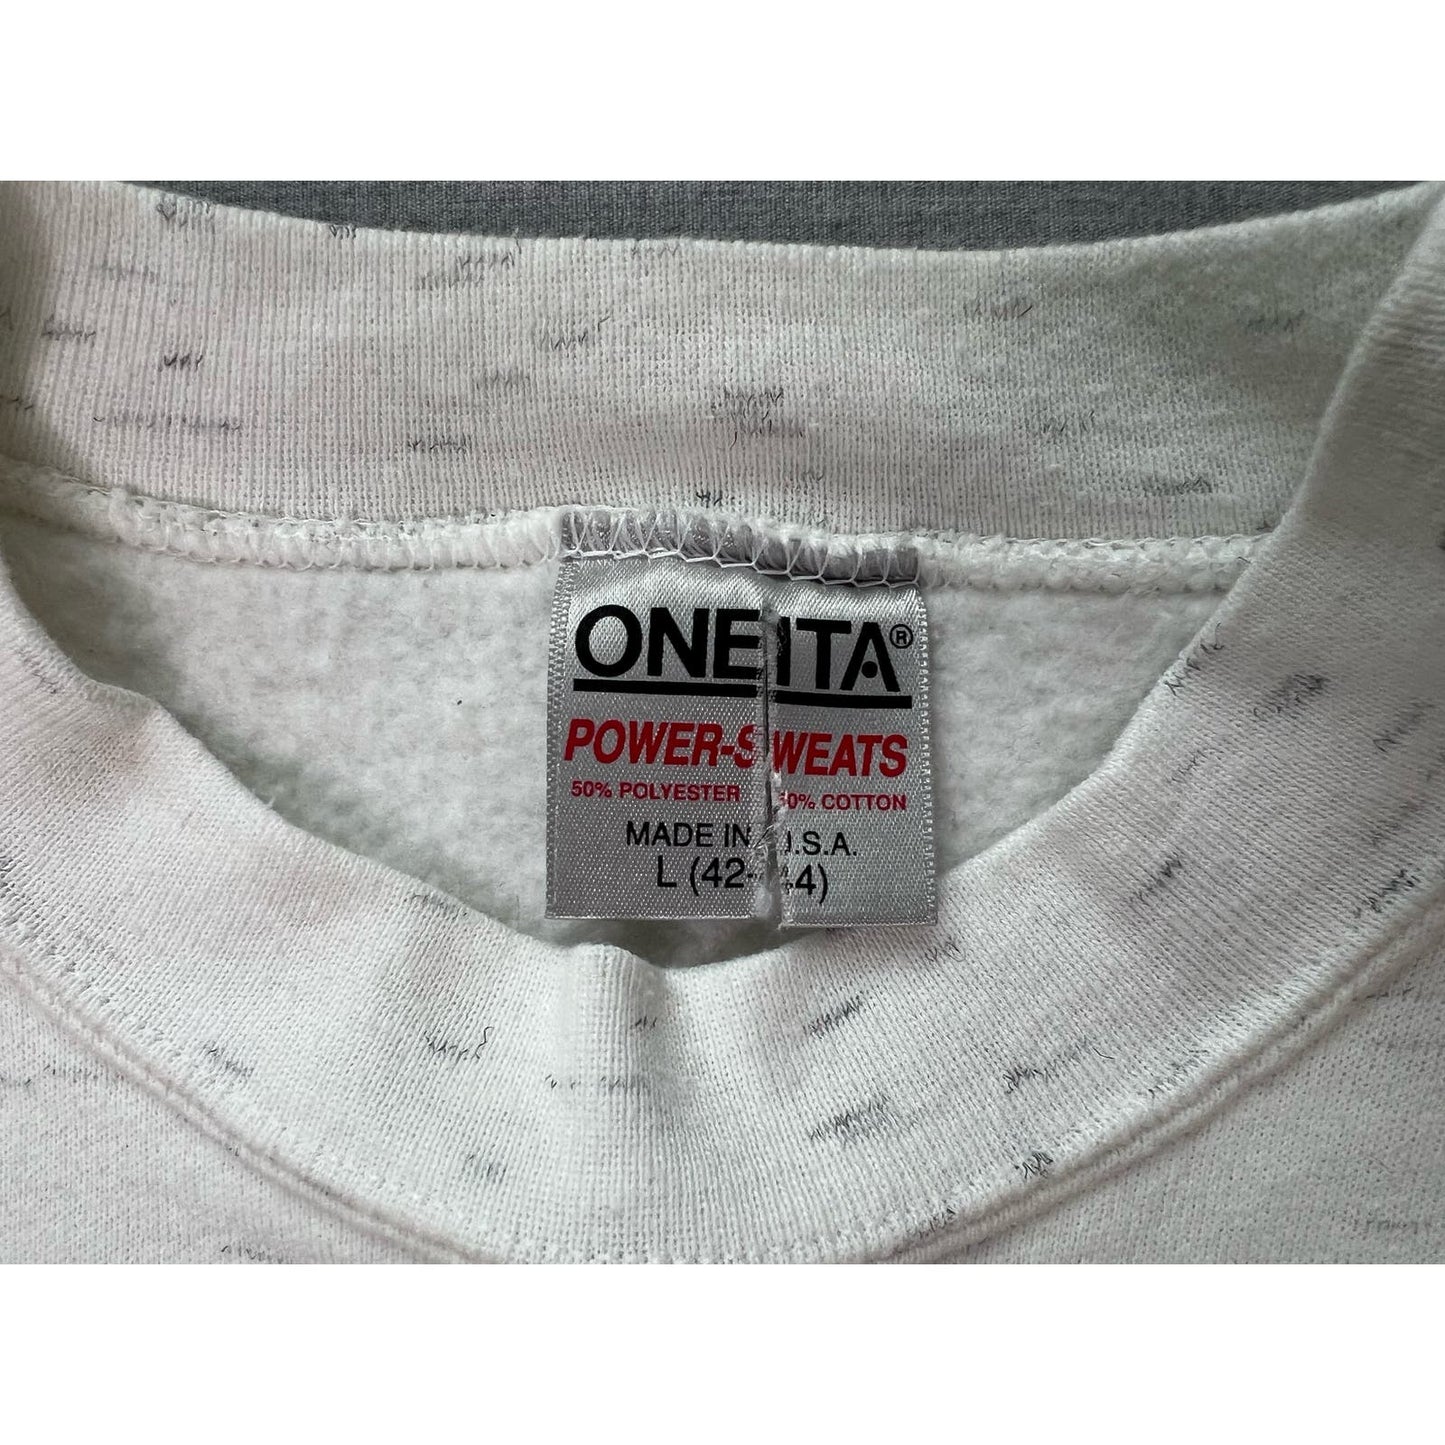 ONEITA®
POWER-SWEATS
50% POLYESTER 50% COTTON
MADE IN U.S.A.
L (42-44)